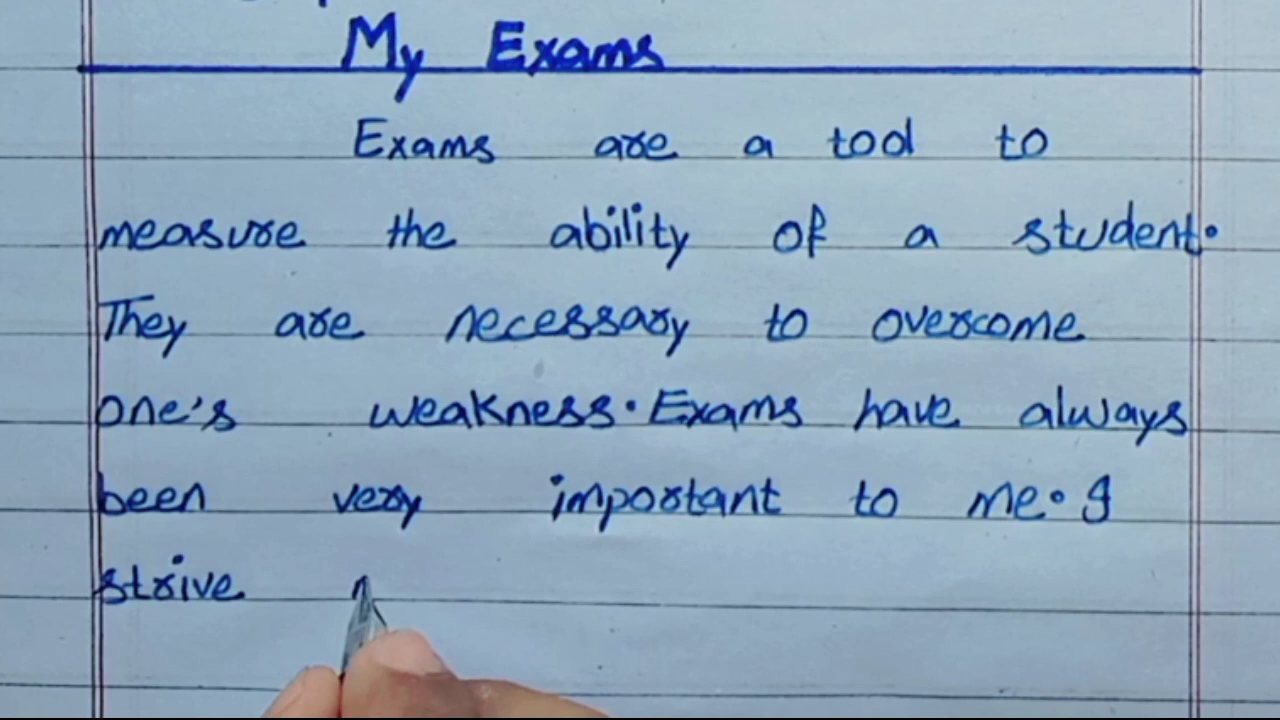 My Exams
Exams are a tool to
measure the ability of a student.
They are necessary to overcome
one's weakness. Exams have always
been very important to me. I
strive